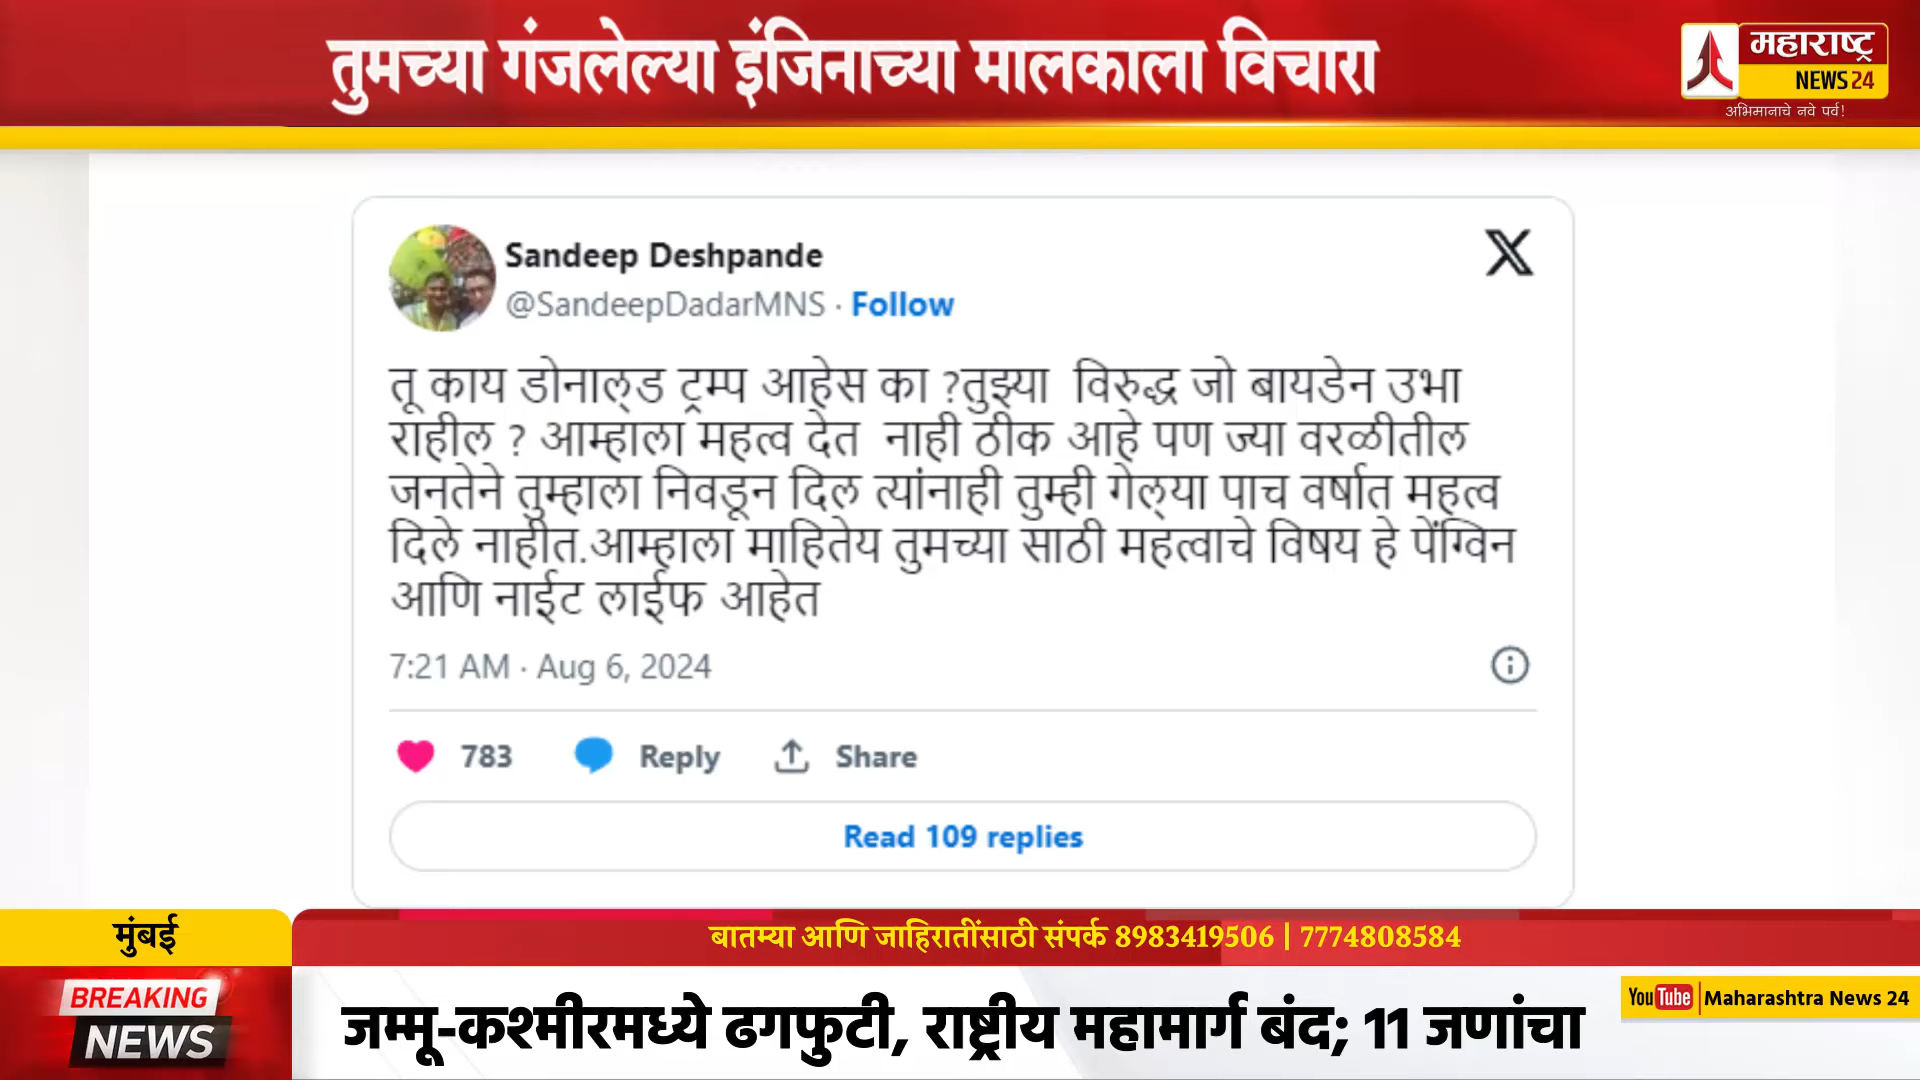 तुमच्या गंजलेल्या इंजिनाच्या मालकाला विचारा
महाराष्ट्र
NEWS 24
अभिमानाचे नवे पर्व!
Sandeep Deshpande
@SandeepDadarMNS · Follow
तू काय डोनाल्ड ट्रम्प आहेस का ?तुझ्या विरुद्ध जो बायडेन उभा
राहील ? आम्हाला महत्व देत नाही ठीक आहे पण ज्या वरळीतील
जनतेने तुम्हाला निवडून दिल त्यांनाही तुम्ही गेल्या पाच वर्षात महत्व
दिले नाहीत.आम्हाला माहितेय तुमच्या साठी महत्वाचे विषय हे पेंग्विन
आणि नाईट लाईफ आहेत
7:21 AM · Aug 6, 2024
783 Reply Share
Read 109 replies
मुंबई
बातम्या आणि जाहिरातींसाठी संपर्क 8983419506 | 7774808584
BREAKING
NEWS
जम्मू-कश्मीरमध्ये ढगफुटी, राष्ट्रीय महामार्ग बंद; 11 जणांचा
YouTube Maharashtra News 24